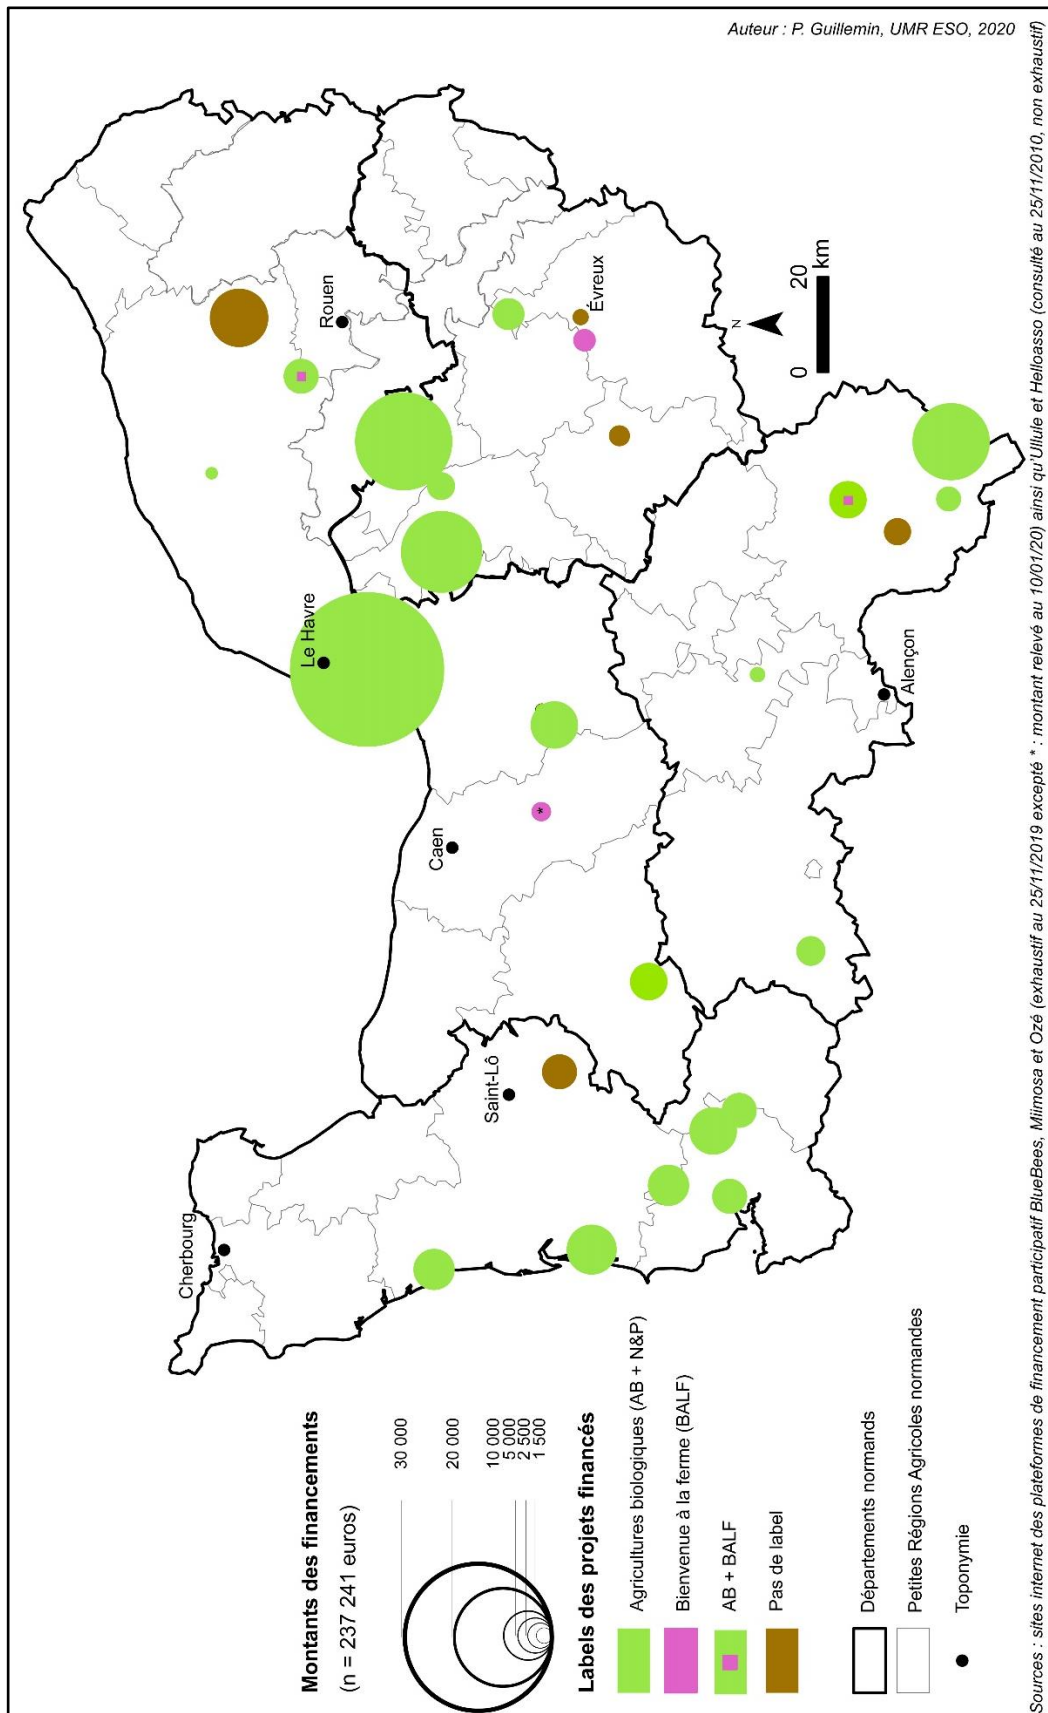 Auteur : P. Guillemin, UMR ESO, 2020
Cherbourg
Saint-Lô
Caen
Le Havre
Rouen
Évreux
Alençon
N
0 20
km
Montants des financements
(n = 237 241 euros)
30 000
20 000
10 000
5 000
2 500
1 500
Labels des projets financés
Agricultures biologiques (AB + N&P)
Bienvenue à la ferme (BALF)
*
AB + BALF
Pas de label
Départements normands
Petites Régions Agricoles normandes
Toponymie
Sources : sites internet des plateformes de financement participatif BlueBees, Miimosa et Ozé (exhaustif au 25/11/2019 excepté * : montant relevé au 10/01/20) ainsi qu'Ullule et Helloasso (consulté au 25/11/2010, non exhaustif)